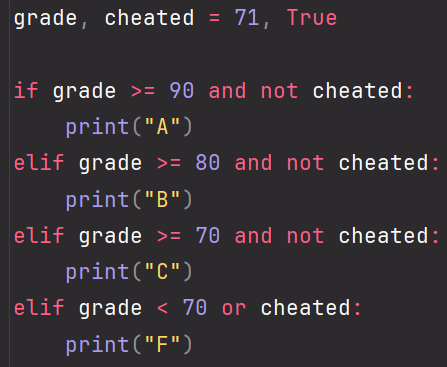 grade, cheated = 71, True
if grade >= 90 and not cheated:
    print("A")
elif grade >= 80 and not cheated:
    print("B")
elif grade >= 70 and not cheated:
    print("C")
elif grade < 70 or cheated:
    print("F")